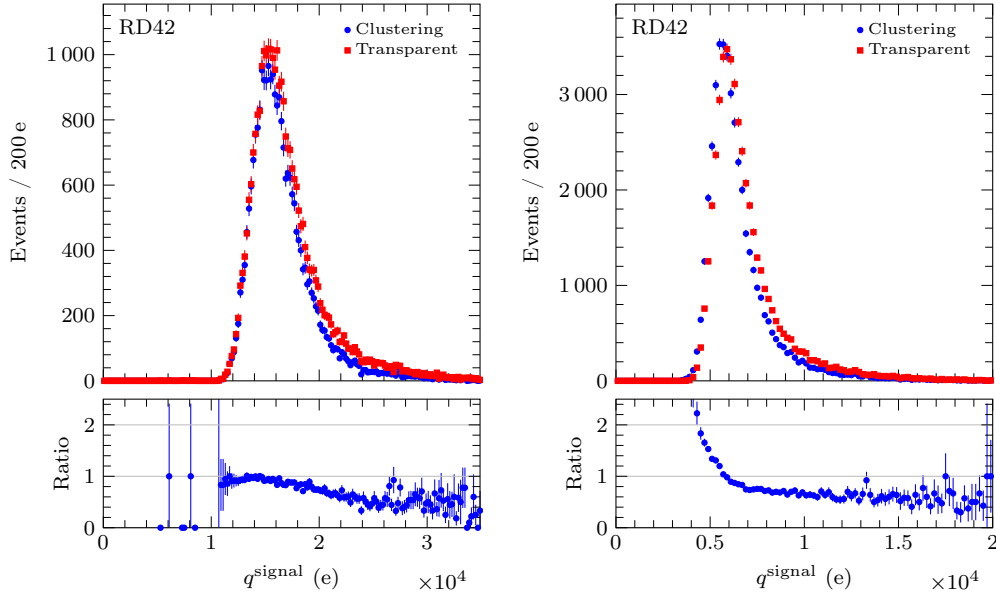 RD42
Clustering
Transparent
Events / 200 e
1 000
800
600
400
200
0
Ratio
2
1
0
0 1 2 3
q^signal (e)
×10^4
RD42
Clustering
Transparent
Events / 200 e
3 000
2 000
1 000
0
Ratio
2
1
0
0 0.5 1 1.5 2
q^signal (e)
×10^4